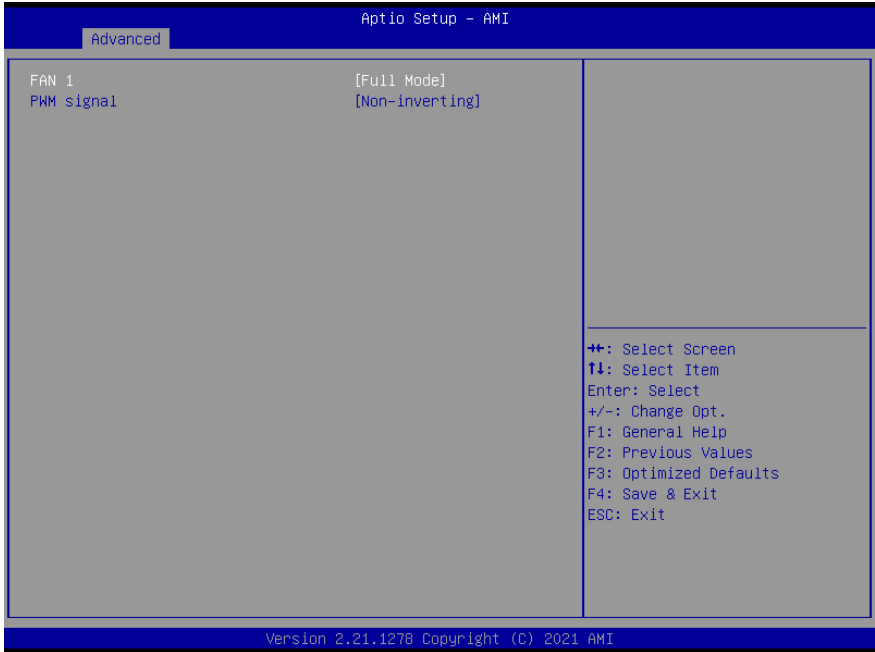 Aptio Setup – AMI
Advanced
FAN 1 [Full Mode]
PWM signal [Non-inverting]
→←: Select Screen
↑↓: Select Item
Enter: Select
+/-: Change Opt.
F1: General Help
F2: Previous Values
F3: Optimized Defaults
F4: Save & Exit
ESC: Exit
Version 2.21.1278 Copyright (C) 2021 AMI